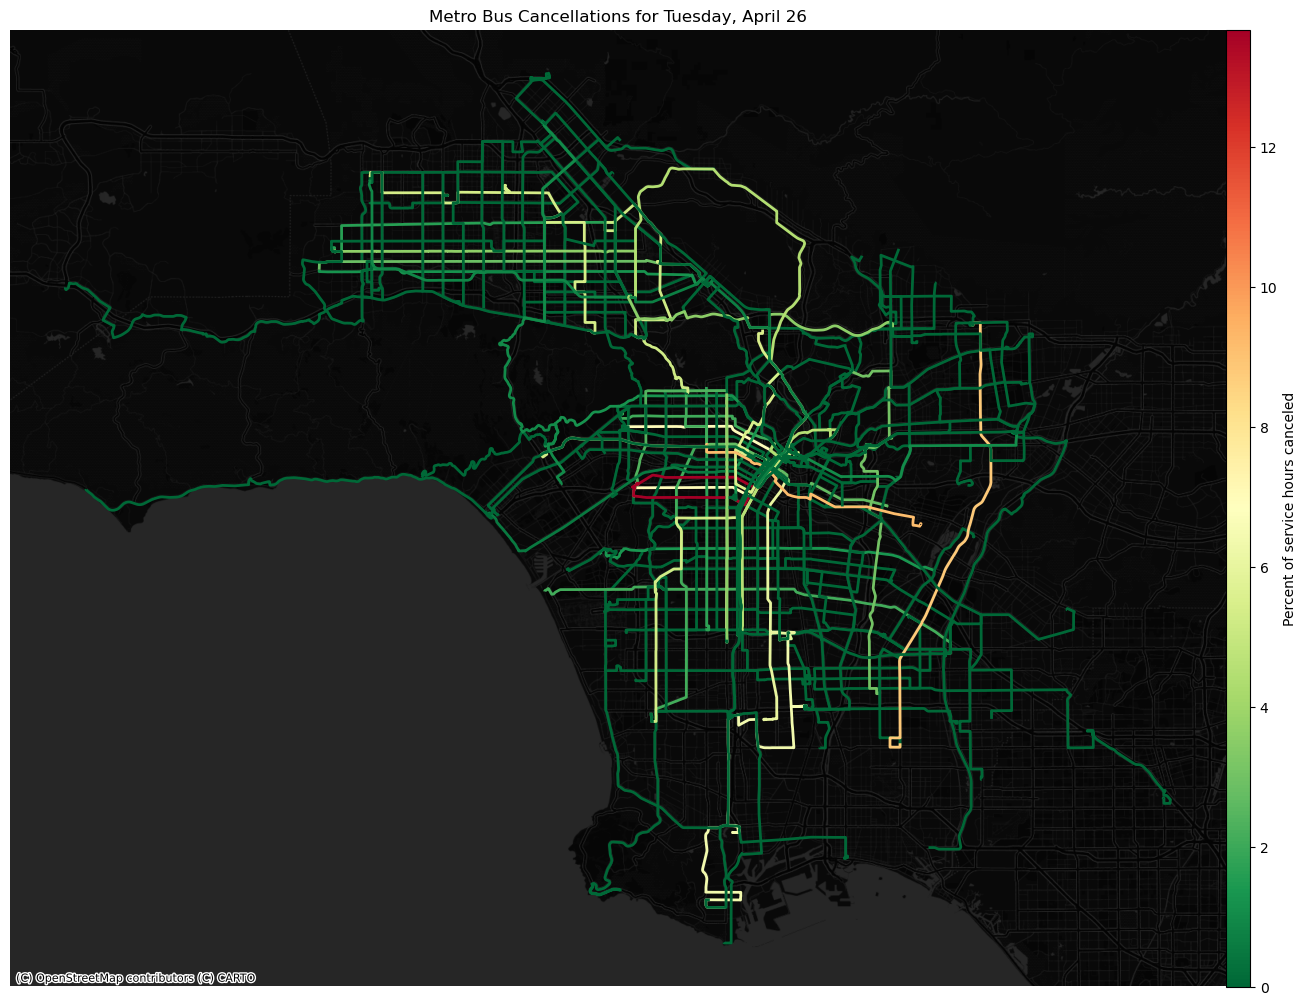 Metro Bus Cancellations for Tuesday, April 26
12
10
8
6
4
2
0
Percent of service hours canceled
(C) OpenStreetMap contributors (C) CARTO